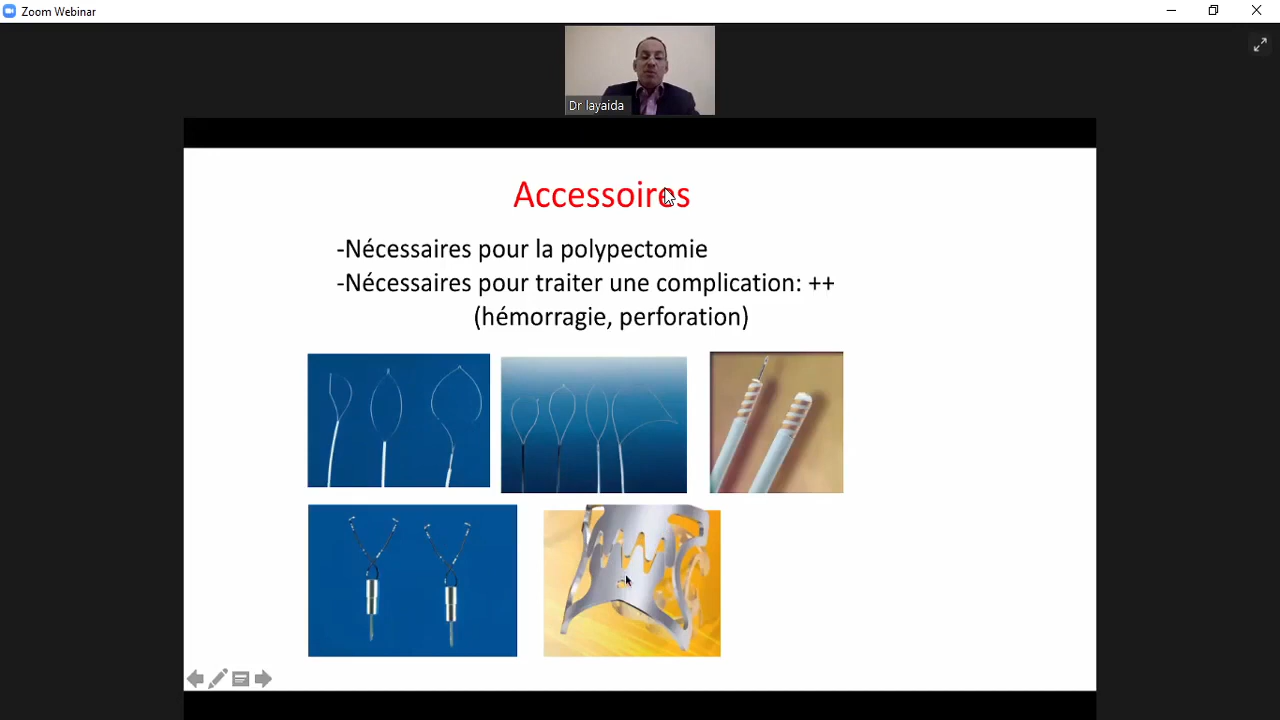 Zoom Webinar
Dr layaida
Accessoires
-Nécessaires pour la polypectomie
-Nécessaires pour traiter une complication: ++
(hémorragie, perforation)